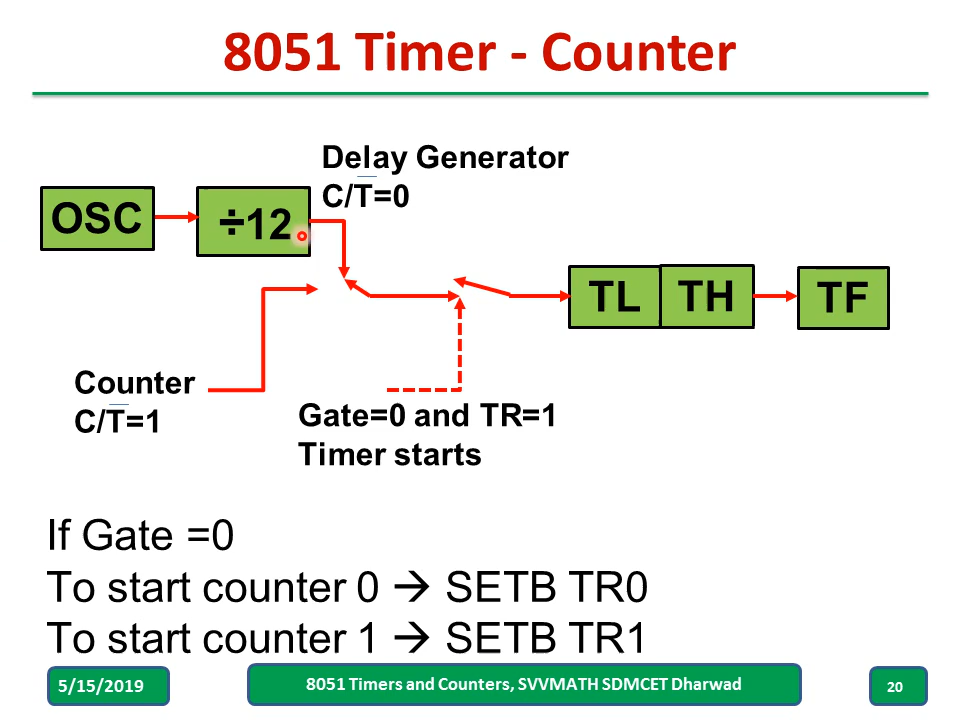 8051 Timer - Counter
Delay Generator
C/T̅=0
OSC
÷12
TL
TH
TF
Counter
C/T̅=1
Gate=0 and TR=1
Timer starts
If Gate =0
To start counter 0 → SETB TR0
To start counter 1 → SETB TR1
5/15/2019
8051 Timers and Counters, SVVMATH SDMCET Dharwad
20